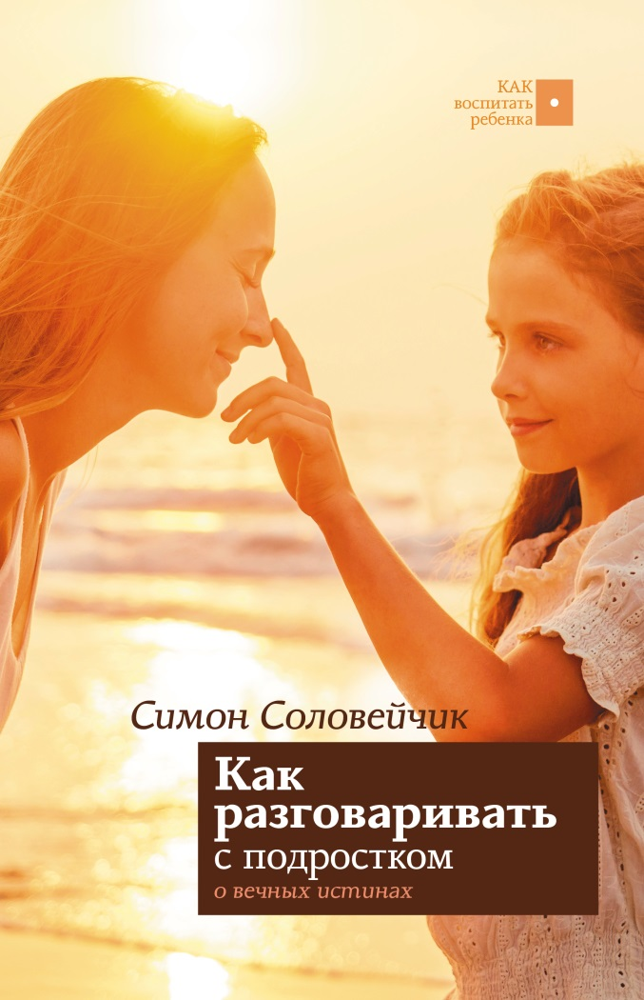 КАК
воспитать
ребенка
Симон Соловейчик
Как
разговаривать
с подростком
о вечных истинах